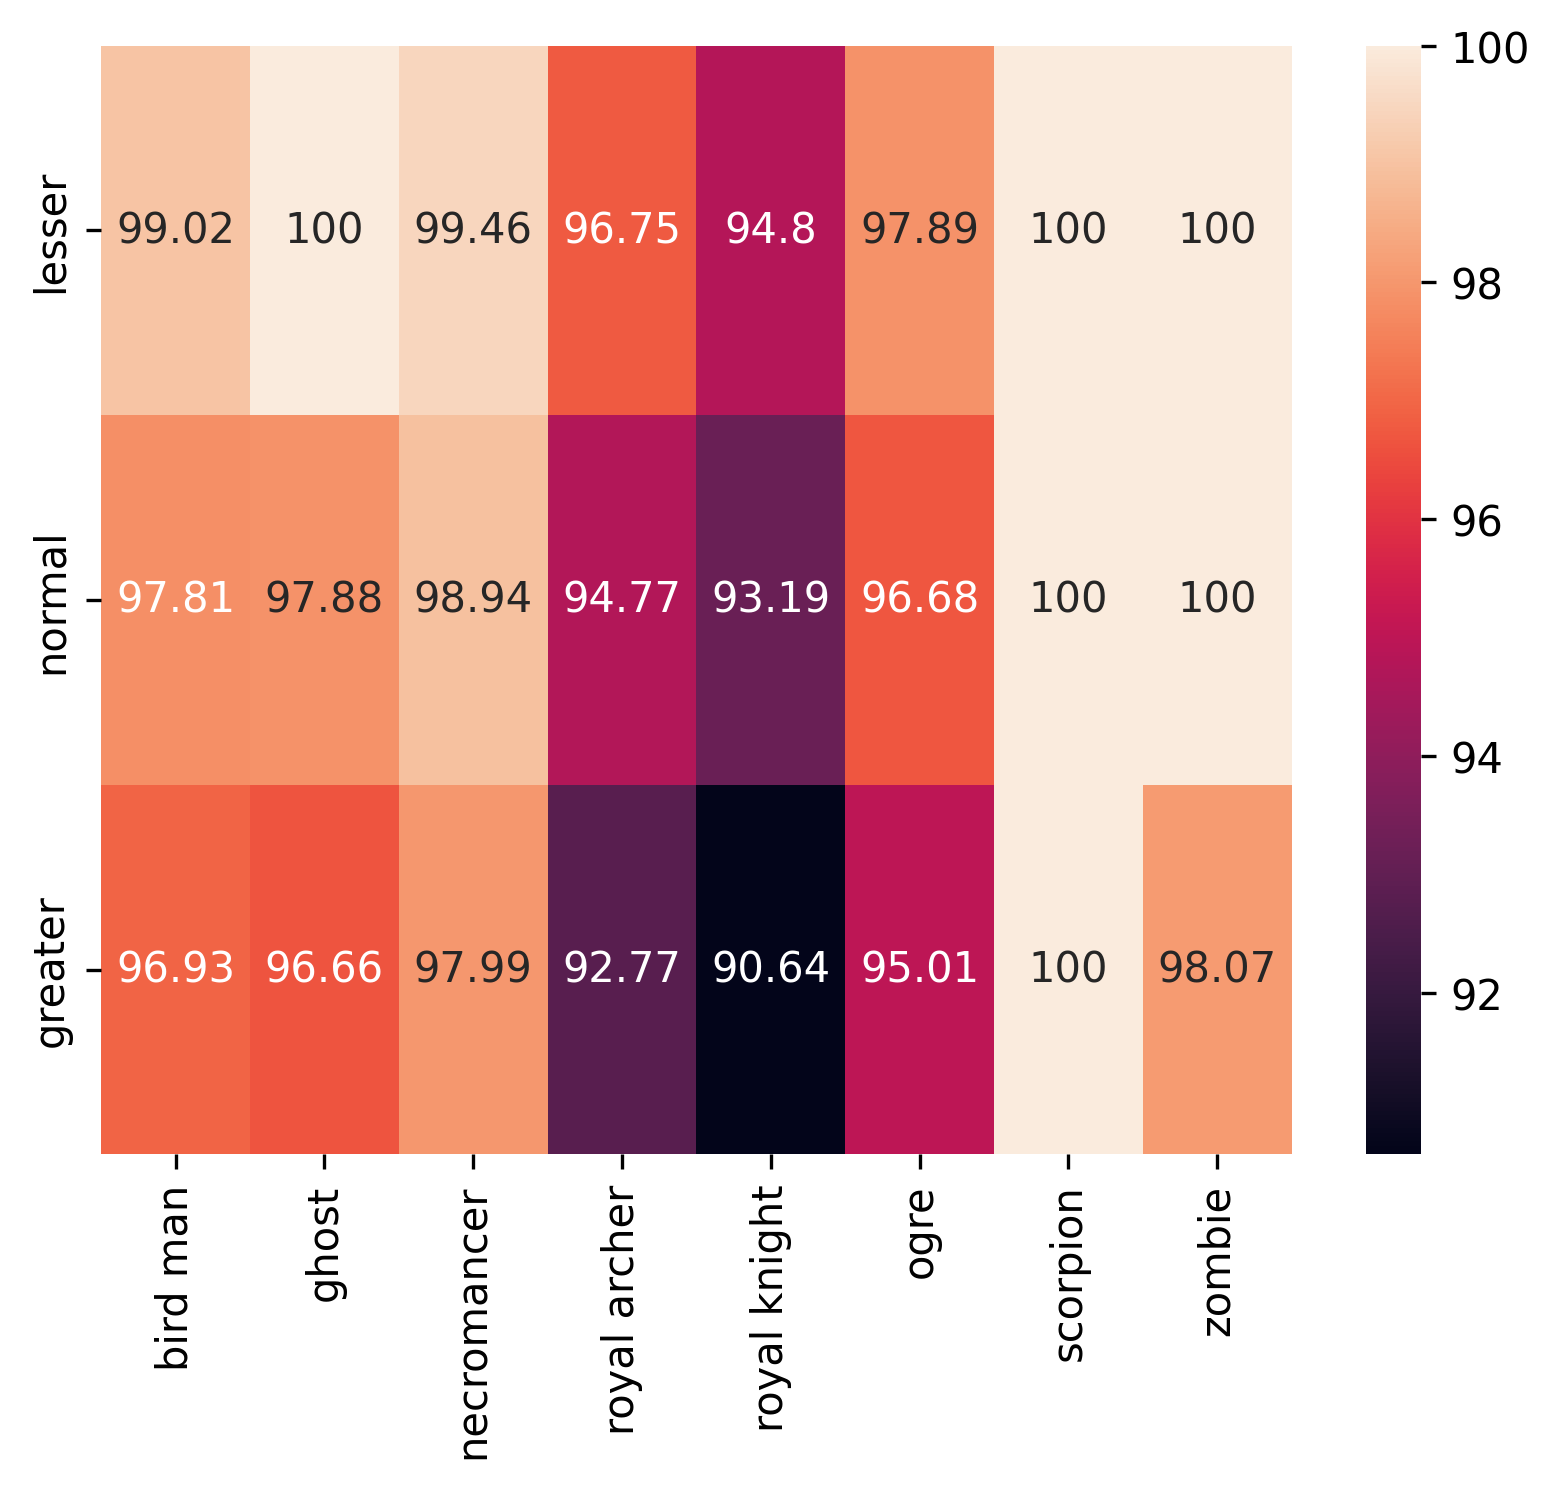 lesser 99.02 100 99.46 96.75 94.8 97.89 100 100
normal 97.81 97.88 98.94 94.77 93.19 96.68 100 100
greater 96.93 96.66 97.99 92.77 90.64 95.01 100 98.07
bird man
ghost
necromancer
royal archer
royal knight
ogre
scorpion
zombie
100
98
96
94
92